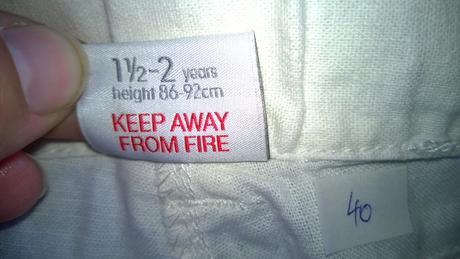 1½-2 years
height 86-92cm
KEEP AWAY
FROM FIRE
40